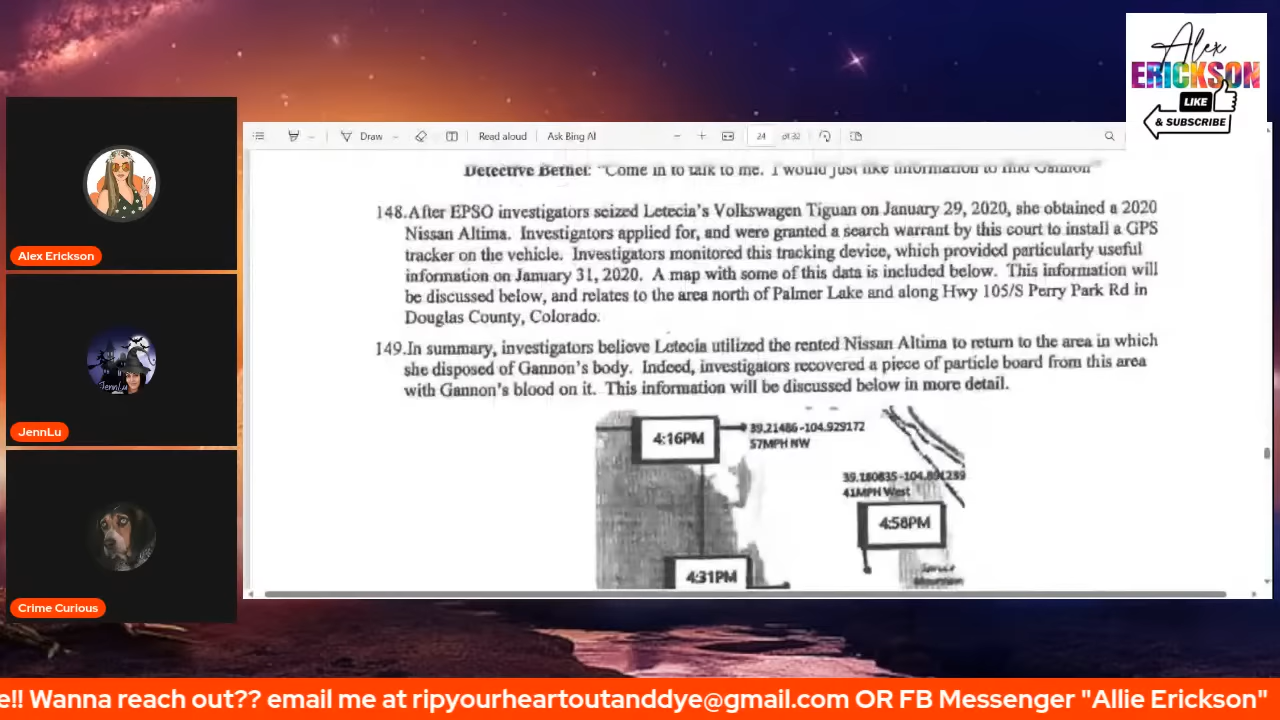 Alex
ERICKSON
LIKE
& SUBSCRIBE
Draw
Read aloud
Ask Bing AI
24
of 32
Detective Bethel: "Come in to talk to me. I would just like information to find Gannon"
148.After EPSO investigators seized Letecia's Volkswagen Tiguan on January 29, 2020, she obtained a 2020
Nissan Altima. Investigators applied for, and were granted a search warrant by this court to install a GPS
tracker on the vehicle. Investigators monitored this tracking device, which provided particularly useful
information on January 31, 2020. A map with some of this data is included below. This information will
be discussed below, and relates to the area north of Palmer Lake and along Hwy 105/S Perry Park Rd in
Douglas County, Colorado.
149.In summary, investigators believe Letecia utilized the rented Nissan Altima to return to the area in which
she disposed of Gannon's body. Indeed, investigators recovered a piece of particle board from this area
with Gannon's blood on it. This information will be discussed below in more detail.
4:16PM
39.21486 -104.929172
57MPH NW
39.180835 -104.891239
41MPH West
4:58PM
4:31PM
Spruce
Mountain
Alex Erickson
JennLu
JennLu
Crime Curious
e!! Wanna reach out?? email me at ripyourheartoutanddye@gmail.com OR FB Messenger "Allie Erickson"